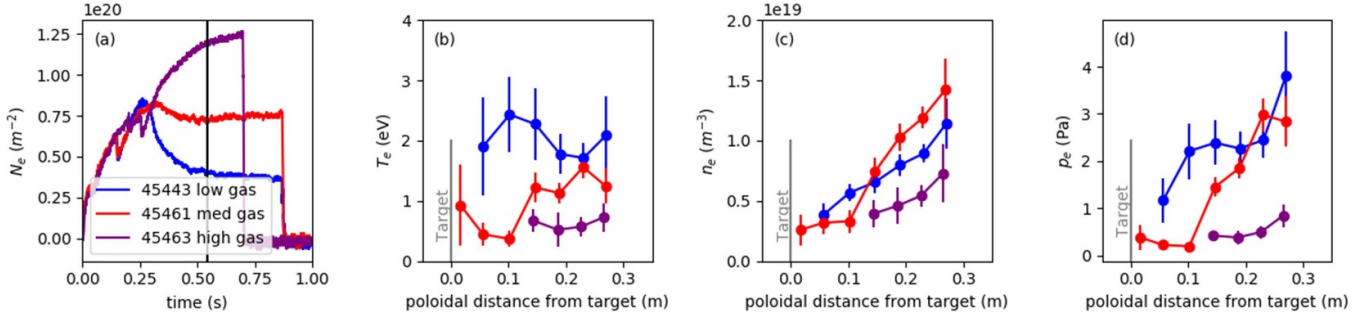 1e20
(a)
1.25
1.00
0.75
0.50
0.25
0.00
N_e (m^-2)
45443 low gas
45461 med gas
45463 high gas
0.00
0.25
0.50
0.75
1.00
time (s)
(b)
4
3
2
1
0
T_e (eV)
Target
0.0
0.1
0.2
0.3
poloidal distance from target (m)
1e19
(c)
2.0
1.5
1.0
0.5
0.0
n_e (m^-3)
Target
0.0
0.1
0.2
0.3
poloidal distance from target (m)
(d)
5
4
3
2
1
0
p_e (Pa)
Target
0.0
0.1
0.2
0.3
poloidal distance from target (m)